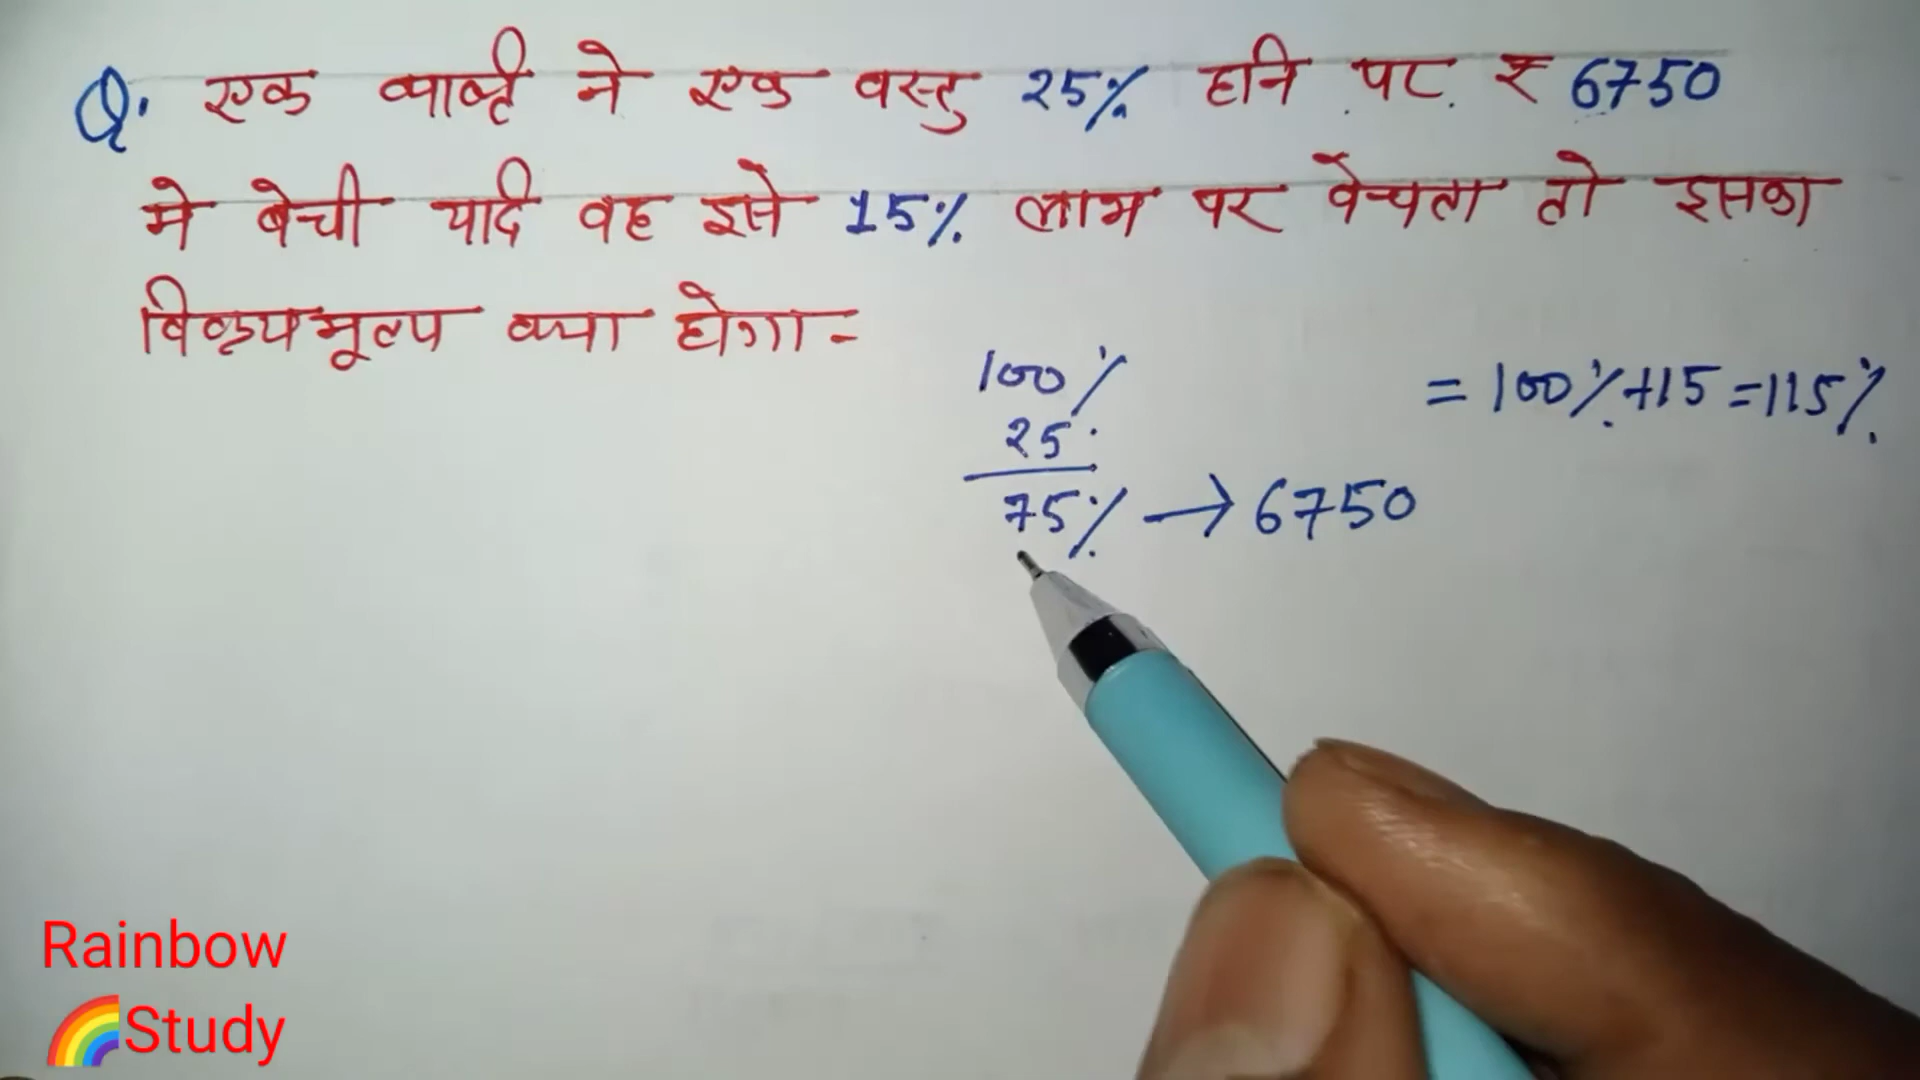 Q. एक व्यक्ति ने एक वस्तु 25% हानि पर ₹ 6750
मे बेची यदि वह इसे 15% लाभ पर बेचता तो इसका
विक्रयमूल्य क्या होगा -
100%
25
75% → 6750
= 100% + 15 = 115%
Rainbow
Study